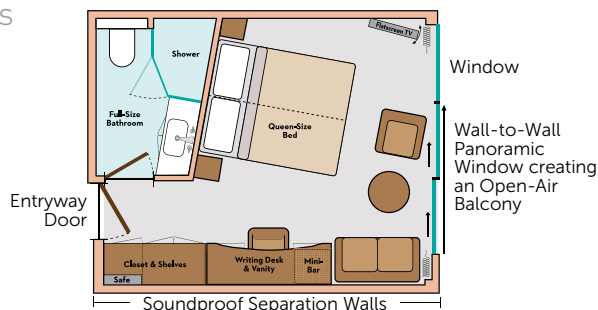 S
Flatscreen TV
Shower
Window
Full-Size
Bathroom
Queen-Size
Bed
Wall-to-Wall
Panoramic
Window creating
an Open-Air
Balcony
Entryway
Door
Closet & Shelves
Writing Desk
& Vanity
Mini-
Bar
Safe
Soundproof Separation Walls